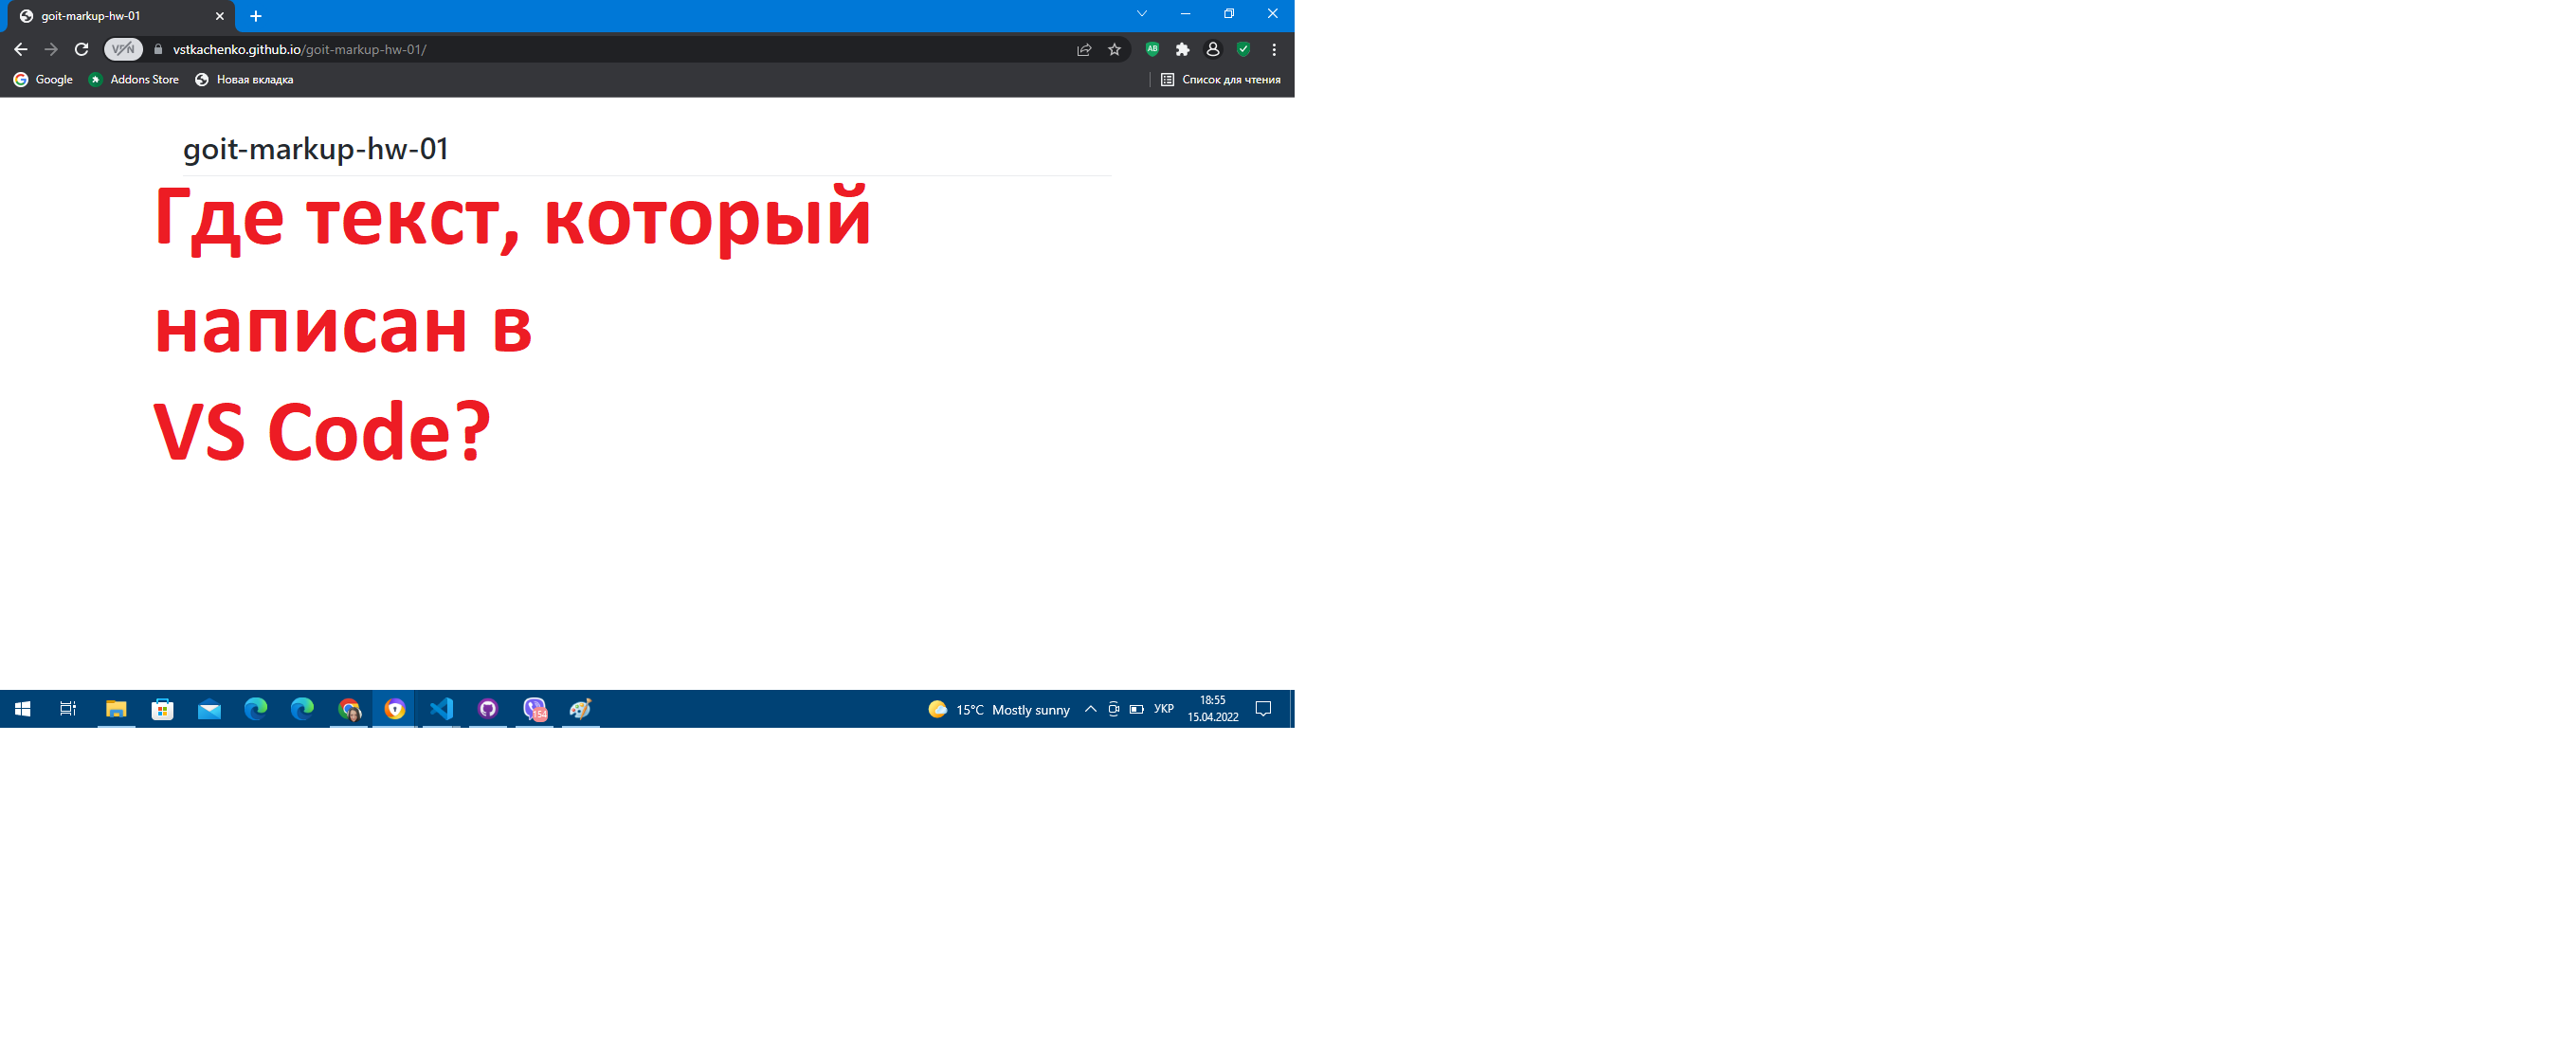 goit-markup-hw-01
vstkachenko.github.io/goit-markup-hw-01/
Google Addons Store Новая вкладка Список для чтения
goit-markup-hw-01
Где текст, который
написан в
VS Code?
15°C Mostly sunny УКР 18:55
15.04.2022
154